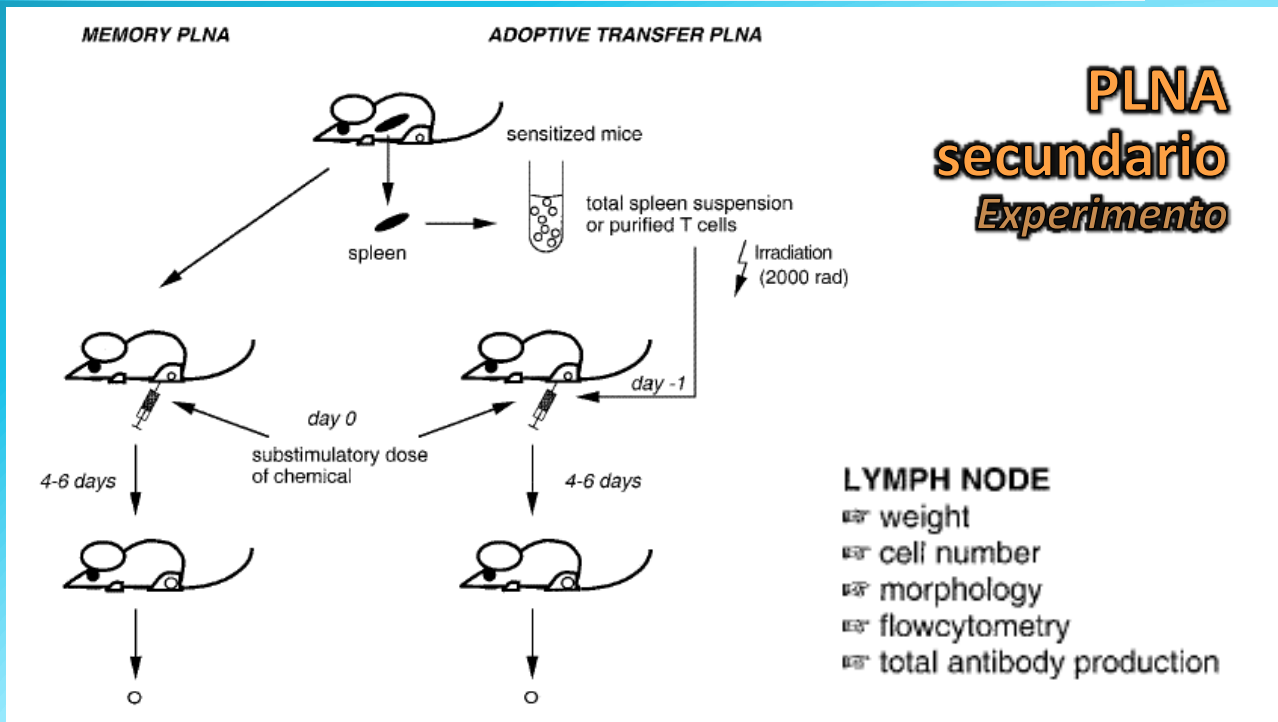 MEMORY PLNA
ADOPTIVE TRANSFER PLNA
PLNA
secundario
Experimento
sensitized mice
total spleen suspension
or purified T cells
spleen
Irradiation
(2000 rad)
day -1
day 0
substimulatory dose
of chemical
4-6 days
4-6 days
LYMPH NODE
☞ weight
☞ cell number
☞ morphology
☞ flowcytometry
☞ total antibody production